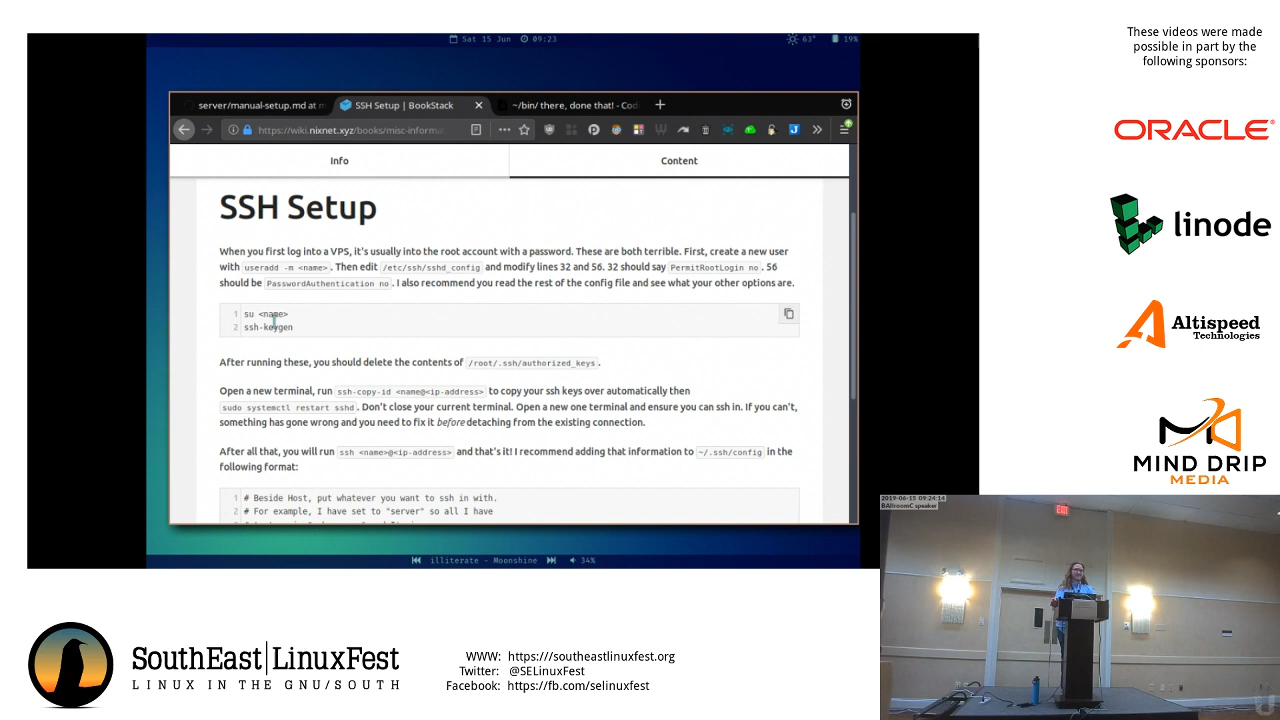 Sat 15 Jun 09:23
63° 19%
server/manual-setup.md at m
SSH Setup | BookStack
~/bin/ there, done that! - Cod
https://wiki.nixnet.xyz/books/misc-informa
Info
Content
SSH Setup
When you first log into a VPS, it's usually into the root account with a password. These are both terrible. First, create a new user
with useradd -m <name>. Then edit /etc/ssh/sshd_config and modify lines 32 and 56. 32 should say PermitRootLogin no. 56
should be PasswordAuthentication no. I also recommend you read the rest of the config file and see what your other options are.
1 su <name>
2 ssh-keygen
After running these, you should delete the contents of /root/.ssh/authorized_keys.
Open a new terminal, run ssh-copy-id <name@<ip-address> to copy your ssh keys over automatically then
sudo systemctl restart sshd. Don't close your current terminal. Open a new one terminal and ensure you can ssh in. If you can't,
something has gone wrong and you need to fix it before detaching from the existing connection.
After all that, you will run ssh <name>@<ip-address> and that's it! I recommend adding that information to ~/.ssh/config in the
following format:
1 # Beside Host, put whatever you want to ssh in with.
2 # For example, I have set to "server" so all I have
illiterate - Moonshine 34%
These videos were made
possible in part by the
following sponsors:
ORACLE
linode
Altispeed
Technologies
MIND DRIP
MEDIA
2019-06-15 09:24:14
BAllroomC speaker
Exit
SouthEast LinuxFest
LINUX IN THE GNU/SOUTH
WWW: https:///southeastlinuxfest.org
Twitter: @SELinuxFest
Facebook: https://fb.com/selinuxfest